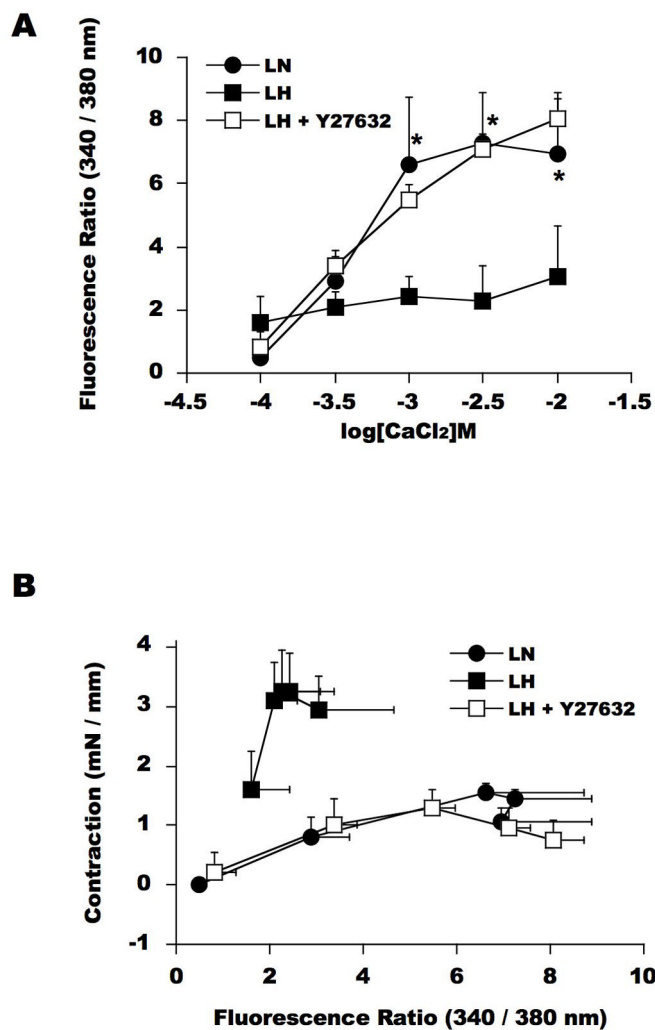 A
Fluorescence Ratio (340 / 380 nm)
10
8
6
4
2
0
LN
LH
LH + Y27632
*
*
*
-4.5
-4
-3.5
-3
-2.5
-2
-1.5
log[CaCl₂]M
B
Contraction (mN / mm)
4
3
2
1
0
-1
LN
LH
LH + Y27632
0
2
4
6
8
10
Fluorescence Ratio (340 / 380 nm)